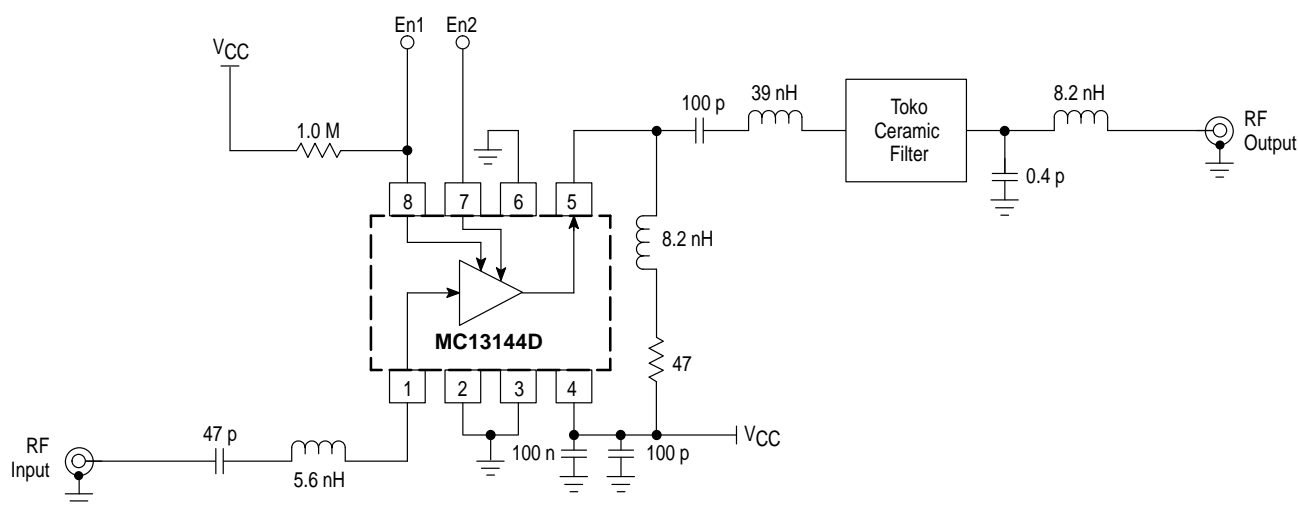 En1 En2
VCC
1.0 M
100 p
39 nH
Toko
Ceramic
Filter
8.2 nH
RF
Output
0.4 p
8 7 6 5
8.2 nH
MC13144D
47
1 2 3 4
RF
Input
47 p
5.6 nH
100 n
100 p
VCC